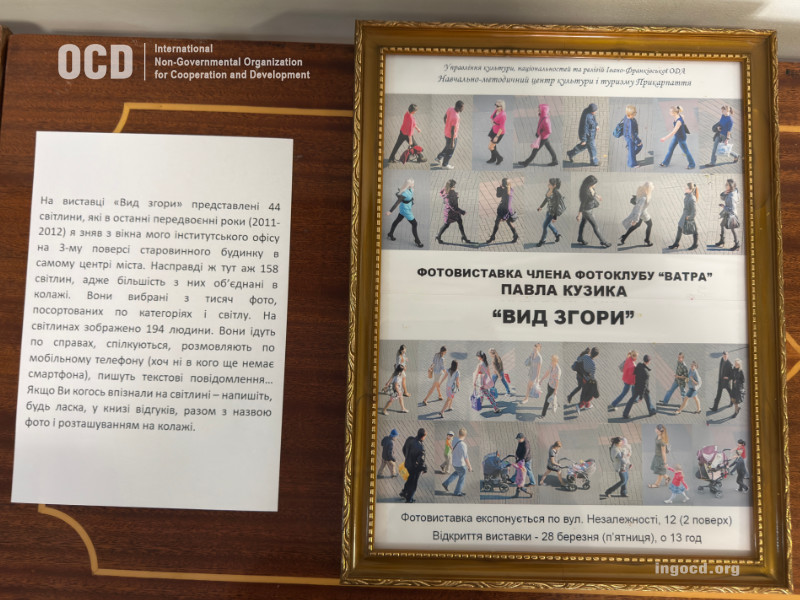 OCD
International
Non-Governmental Organization
for Cooperation and Development
На виставці «Вид згори» представлені 44
світлини, які в останні передвоєнні роки (2011-
2012) я зняв з вікна мого інститутського офісу
на 3-му поверсі старовинного будинку в
самому центрі міста. Насправді ж тут аж 158
світлин, адже більшість з них об’єднані в
колажі. Вони вибрані з тисяч фото,
посортованих по категоріях і світлу. На
світлинах зображено 194 людини. Вони ідуть
по справах, спілкуються, розмовляють по
мобільному телефону (хоч ні в кого ще немає
смартфона), пишуть текстові повідомлення...
Якщо Ви когось впізнали на світлині – напишіть,
будь ласка, у книзі відгуків, разом з назвою
фото і розташуванням на колажі.
Управління культури, національностей та релігій Івано-Франківської ОДА
Навчально-методичний центр культури і туризму Прикарпаття
ФОТОВИСТАВКА ЧЛЕНА ФОТОКЛУБУ “ВАТРА”
ПАВЛА КУЗИКА
“ВИД ЗГОРИ”
Фотовиставка експонується по вул. Незалежності, 12 (2 поверх)
Відкриття виставки - 28 березня (п’ятниця), о 13 год
ingocd.org